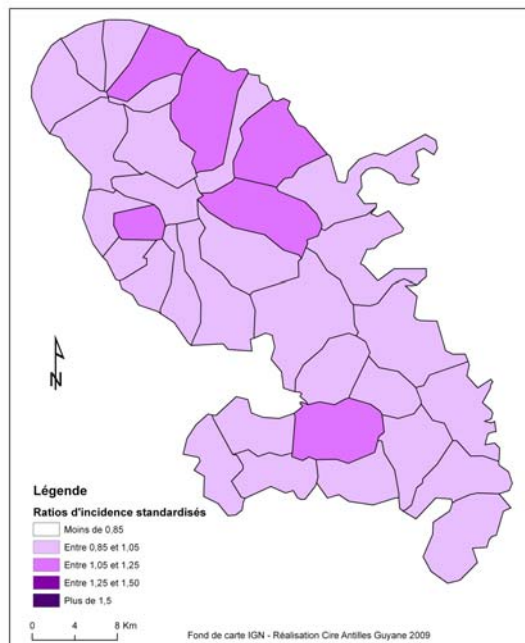 N
Légende
Ratios d'incidence standardisés
Moins de 0,85
Entre 0,85 et 1,05
Entre 1,05 et 1,25
Entre 1,25 et 1,50
Plus de 1,5
0 4 8 Km
Fond de carte IGN - Réalisation Cire Antilles Guyane 2009